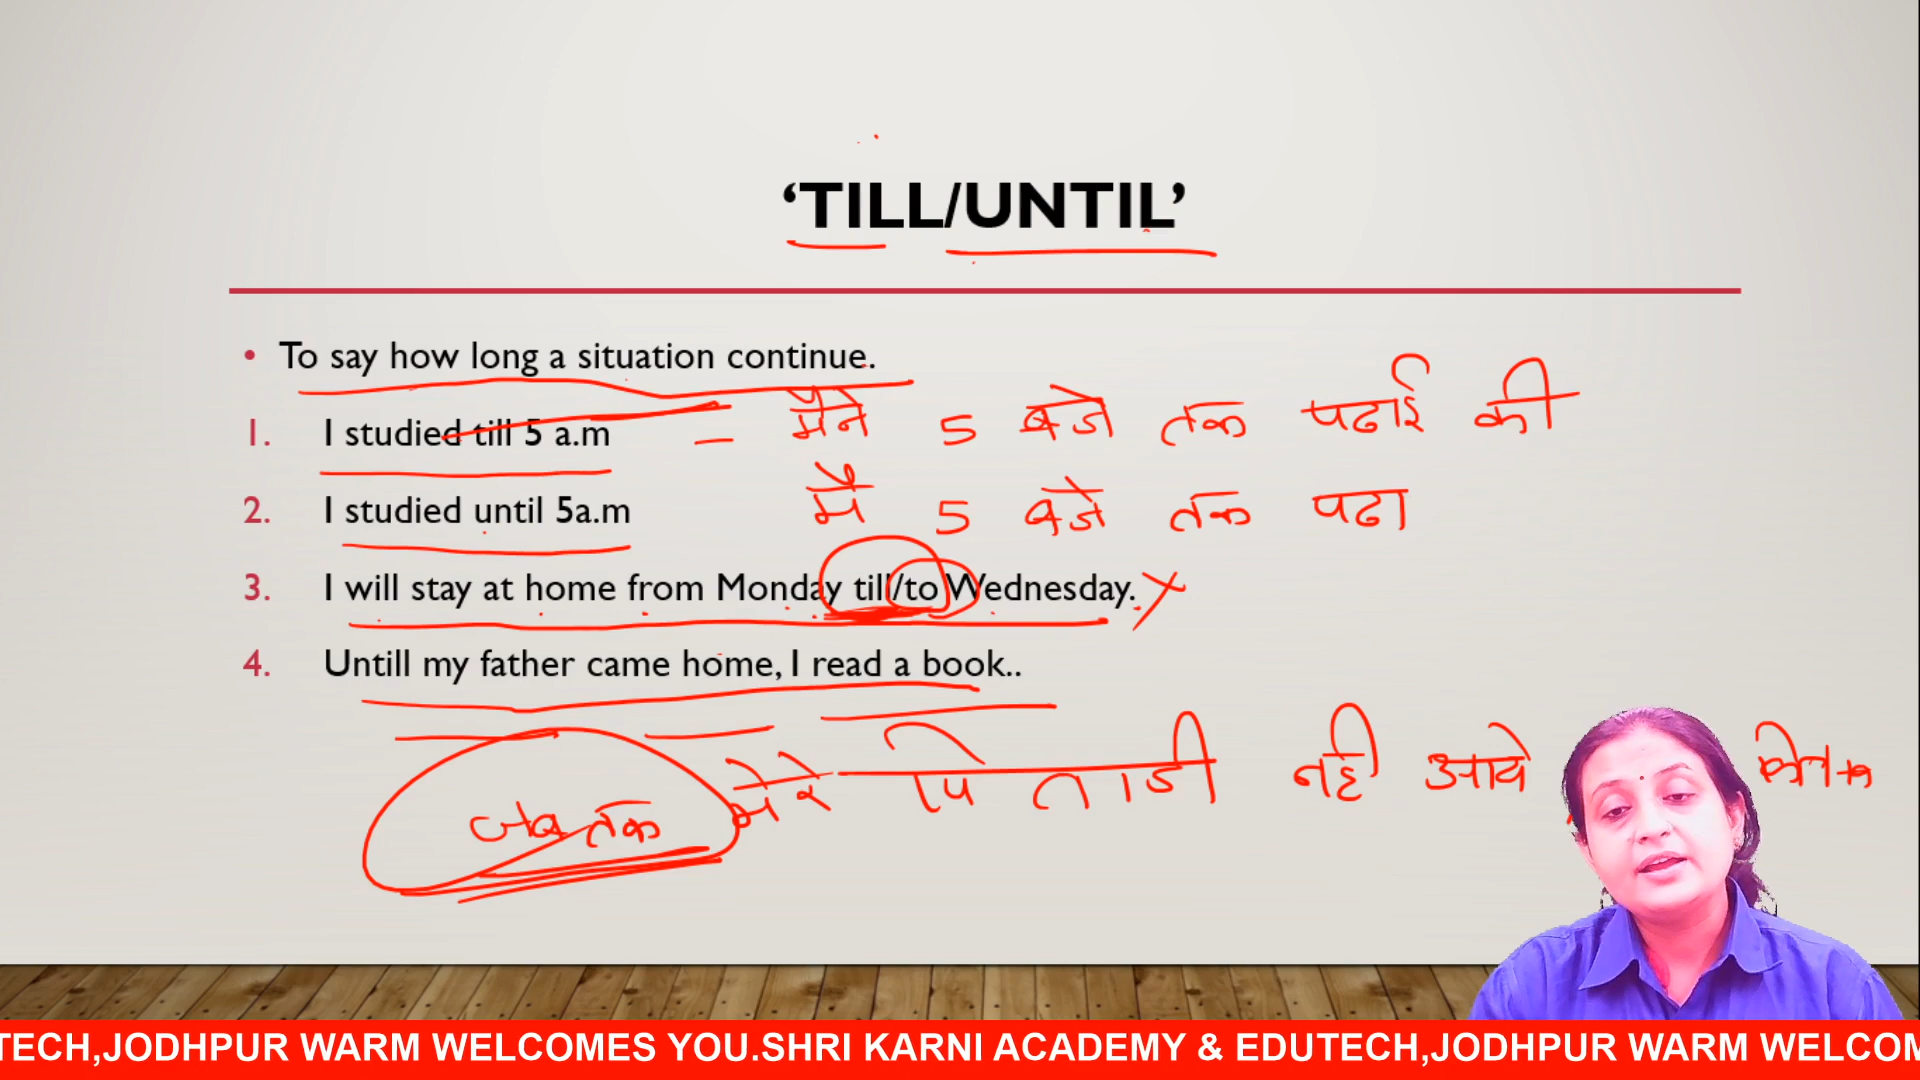 ‘TILL/UNTIL’
• To say how long a situation continue.
1. I studied till 5 a.m – मैंने 5 बजे तक पढाई की
2. I studied until 5a.m मैं 5 बजे तक पढा
3. I will stay at home from Monday till/to Wednesday. X
4. Untill my father came home, I read a book..
जब तक मेरे पिताजी नही आये
TECH,JODHPUR WARM WELCOMES YOU.SHRI KARNI ACADEMY & EDUTECH,JODHPUR WARM WELCOM